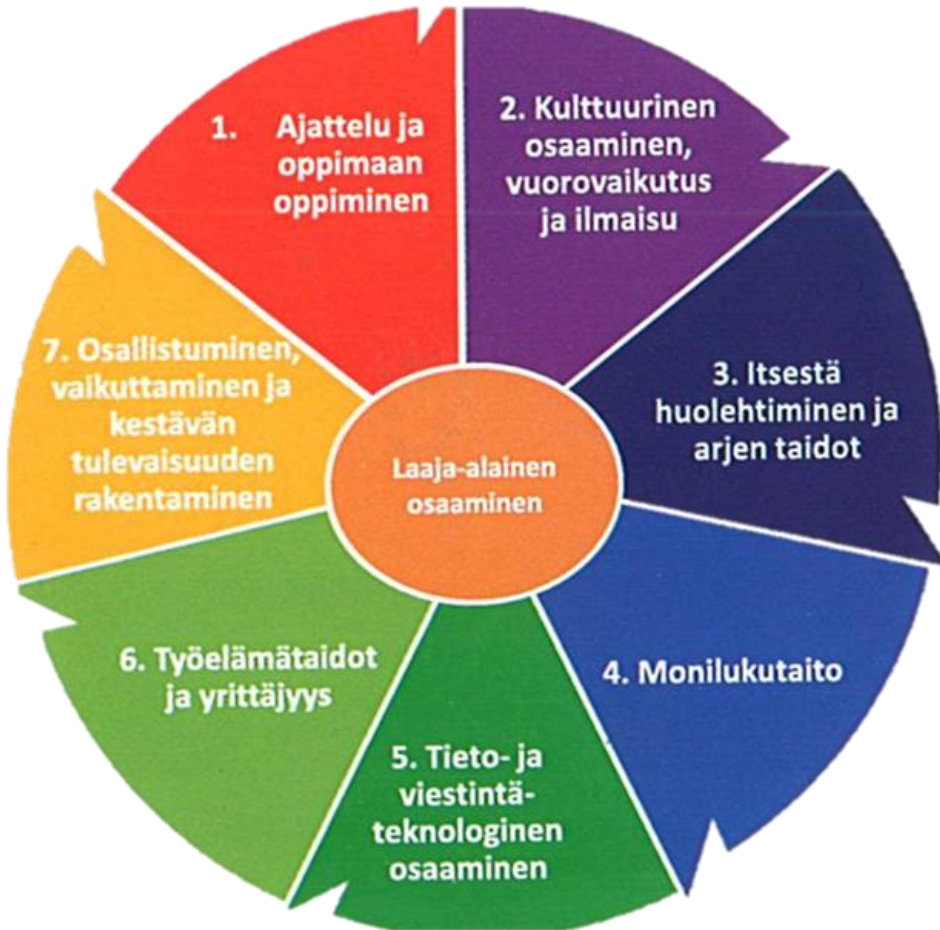 1. Ajattelu ja
oppimaan
oppiminen
2. Kulttuurinen
osaaminen,
vuorovaikutus
ja ilmaisu
3. Itsestä
huolehtiminen ja
arjen taidot
4. Monilukutaito
5. Tieto- ja
viestintä-
teknologinen
osaaminen
6. Työelämätaidot
ja yrittäjyys
7. Osallistuminen,
vaikuttaminen ja
kestävän
tulevaisuuden
rakentaminen
Laaja-alainen
osaaminen